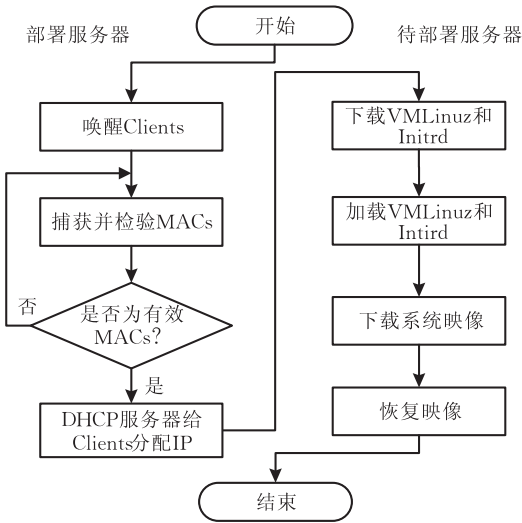 开始
部署服务器
待部署服务器
唤醒Clients
捕获并检验MACs
否
是否为有效
MACs？
是
DHCP服务器给
Clients分配IP
下载VMLinuz和
Initrd
加载VMLinuz和
Intird
下载系统映像
恢复映像
结束